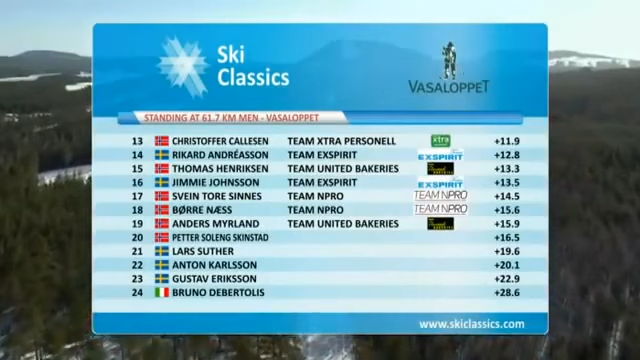 Ski
Classics
VASALOPPET
STANDING AT 61.7 KM MEN - VASALOPPET
13 CHRISTOFFER CALLESEN TEAM XTRA PERSONELL xtra +11.9
14 RIKARD ANDRÉASSON TEAM EXSPIRIT EXSPIRIT +12.8
15 THOMAS HENRIKSEN TEAM UNITED BAKERIES +13.3
16 JIMMIE JOHNSSON TEAM EXSPIRIT EXSPIRIT +13.5
17 SVEIN TORE SINNES TEAM NPRO TEAM NPRO +14.5
18 BØRRE NÆSS TEAM NPRO TEAM NPRO +15.6
19 ANDERS MYRLAND TEAM UNITED BAKERIES +15.9
20 PETTER SOLENG SKINSTAD +16.5
21 LARS SUTHER +19.6
22 ANTON KARLSSON +20.1
23 GUSTAV ERIKSSON +22.9
24 BRUNO DEBERTOLIS +28.6
www.skiclassics.com